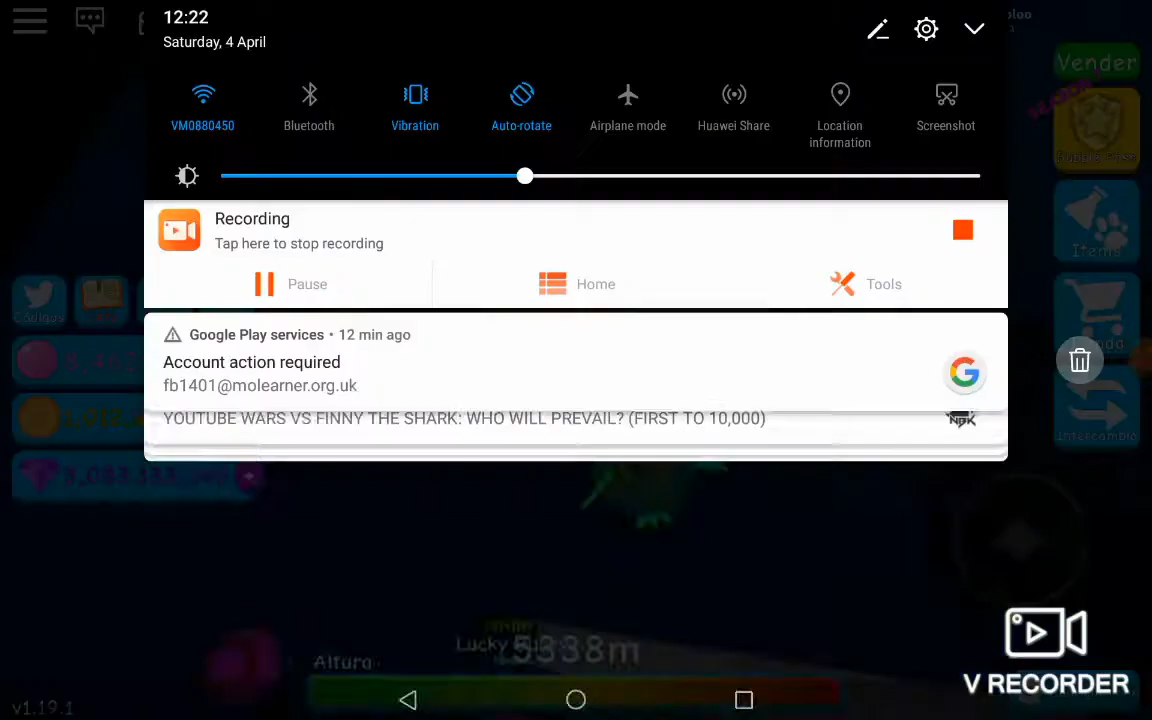 12:22
Saturday, 4 April
VM0880450
Bluetooth
Vibration
Auto-rotate
Airplane mode
Huawei Share
Location
information
Screenshot
Recording
Tap here to stop recording
Pause
Home
Tools
Google Play services • 12 min ago
Account action required
fb1401@molearner.org.uk
YOUTUBE WARS VS FINNY THE SHARK: WHO WILL PREVAIL? (FIRST TO 10,000)
Vender
Items
Códigos
Intercambio
Lucky
5338m
Altura
V RECORDER
v1.19.1